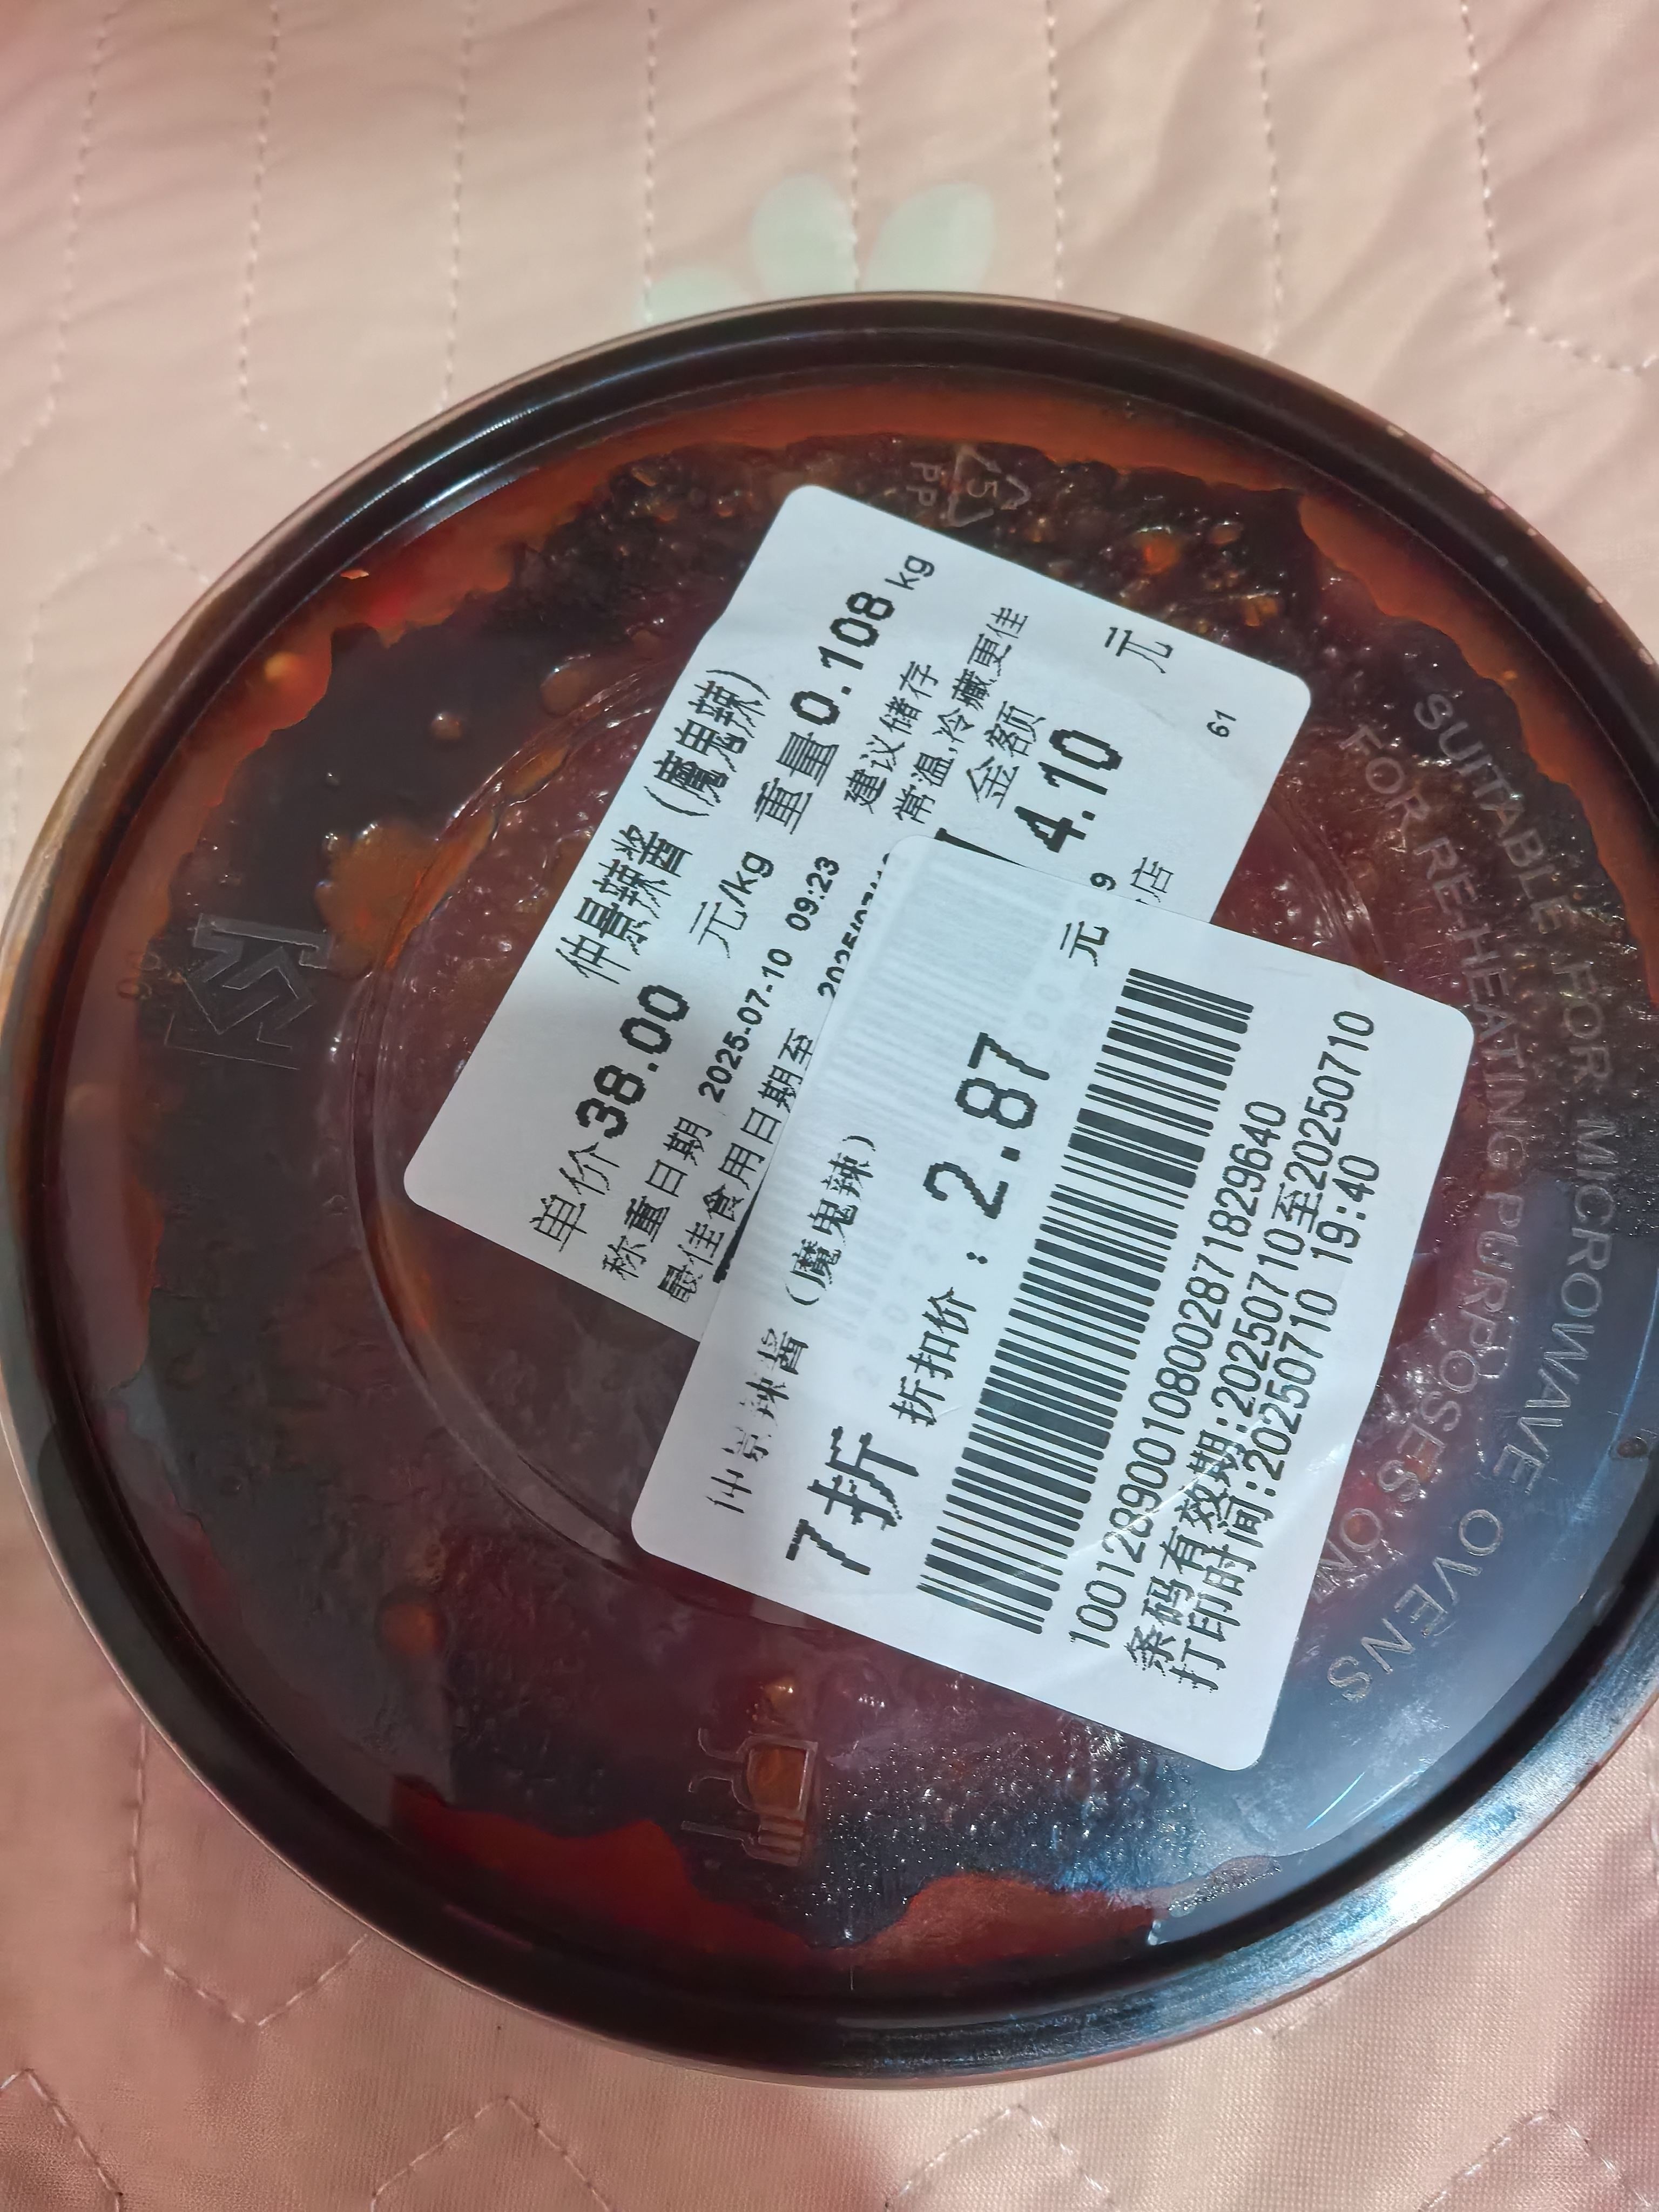 仲景辣酱（魔鬼辣）
单价38.00 元/kg 重量0.108kg
称重日期 2025-07-10 09:23 建议储存
最佳食用日期至 常温,冷藏更佳
金额
4.10 元
9
店 61
仲景辣酱（魔鬼辣）
7折 折扣价：2.87 元
1001289001080028718296​40
条码有效期:20250710至20250710
打印时间:20250710 19:40
5
PP
SUITABLE FOR MICROWAVE OVENS
FOR RE-HEATING PURPOSES ON